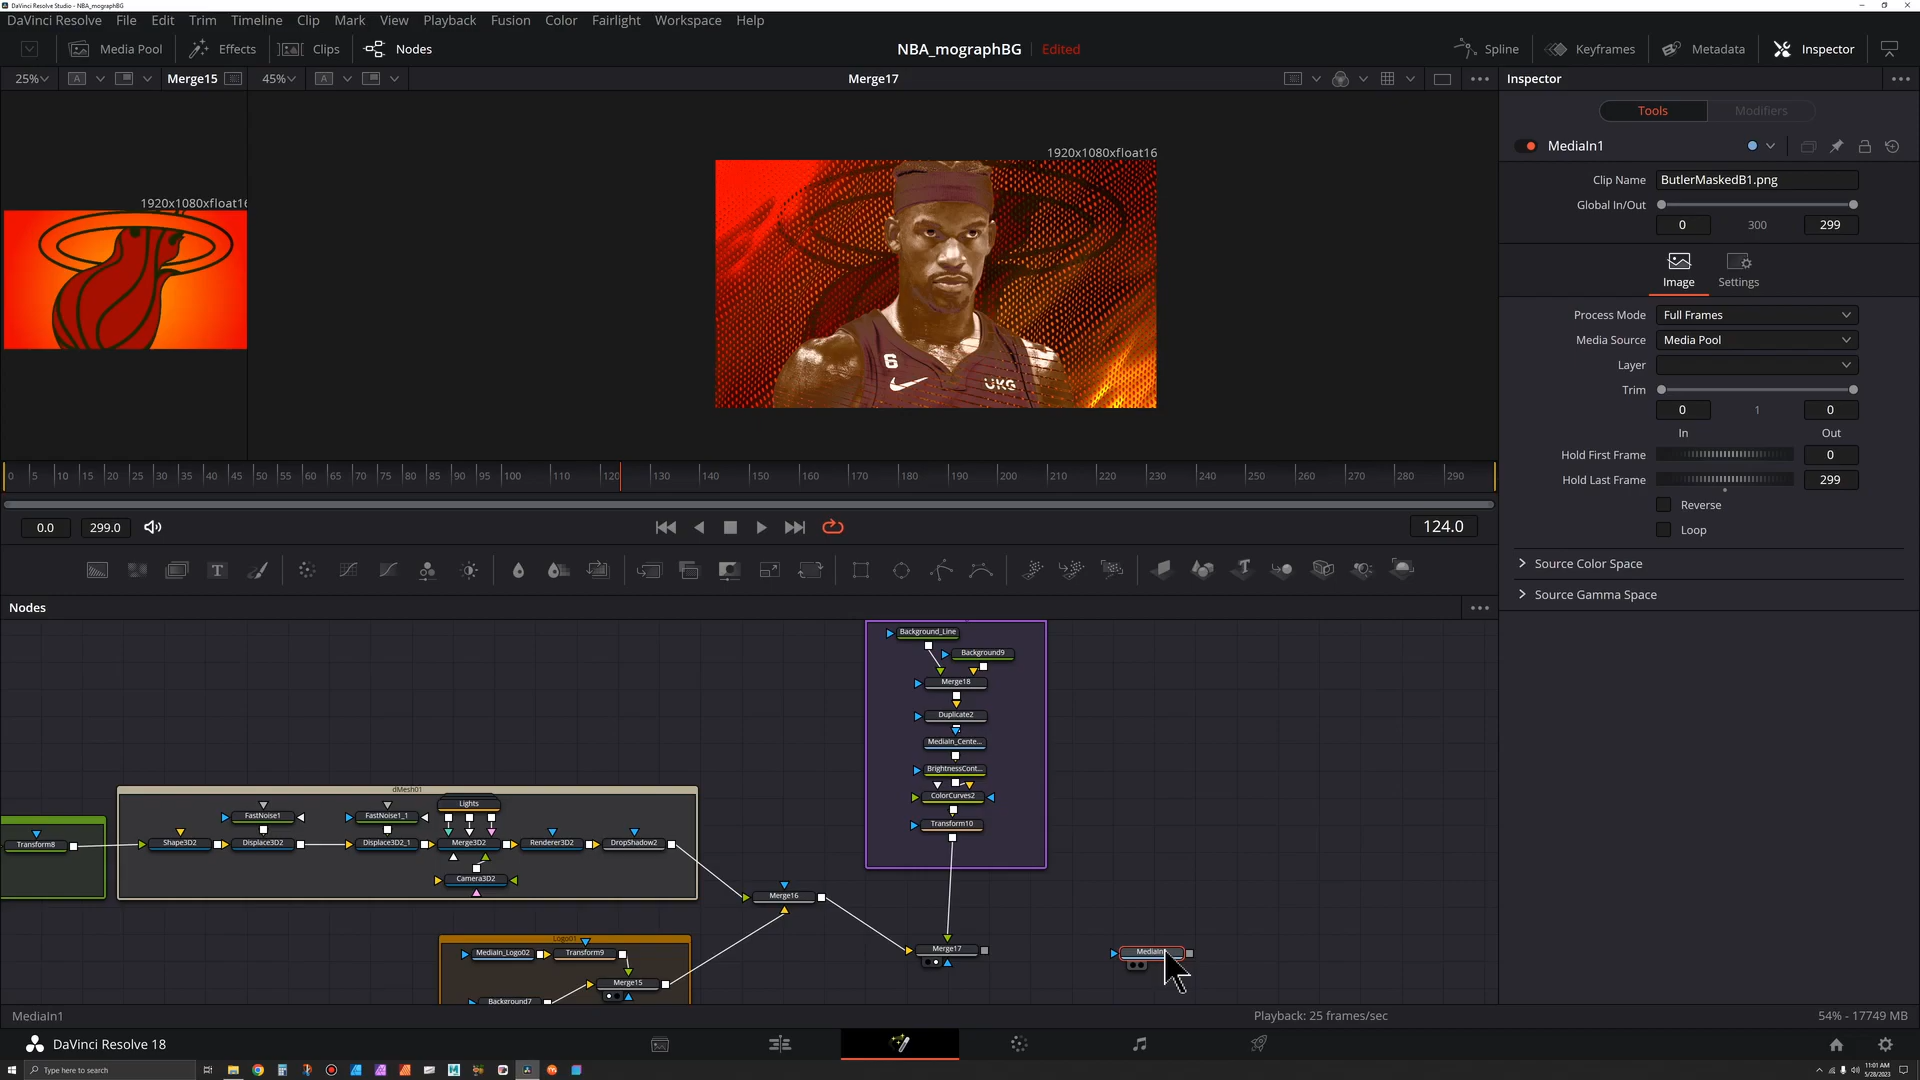 DaVinci Resolve Studio - NBA_mographBG
DaVinci Resolve File Edit Trim Timeline Clip Mark View Playback Fusion Color Fairlight Workspace Help
Media Pool Effects Clips Nodes NBA_mographBG Edited Spline Keyframes Metadata Inspector
25% Merge15 45% Merge17 Inspector
Tools Modifiers
1920x1080xfloat16
MediaIn1
Clip Name ButlerMaskedB1.png
1920x1080xfloat16
Global In/Out
0 300 299
Image Settings
Process Mode Full Frames
Media Source Media Pool
Layer
6
UKG
Trim
0 1 0
In Out
Hold First Frame 0
Hold Last Frame 299
Reverse
Loop
0 5 10 15 20 25 30 35 40 45 50 55 60 65 70 75 80 85 90 95 100 110 120 130 140 150 160 170 180 190 200 210 220 230 240 250 260 270 280 290
0.0 299.0 124.0
Source Color Space
Source Gamma Space
Nodes
Background_Line
Background9
Merge18
Duplicate2
MediaIn_Cente...
BrightnessCont...
ColorCurves2
Transform10
dMesh01
Lights
FastNoise1 FastNoise1_1
Transform8 Shape3D2 Displace3D2 Displace3D2_1 Merge3D2 Renderer3D2 DropShadow2
Camera3D2
Merge16
Logo01
MediaIn_Logo02 Transform9 Merge17
Merge15
Background7
MediaIn1 Playback: 25 frames/sec 54% - 17749 MB
DaVinci Resolve 18
Type here to search
11:01 AM
5/28/2023